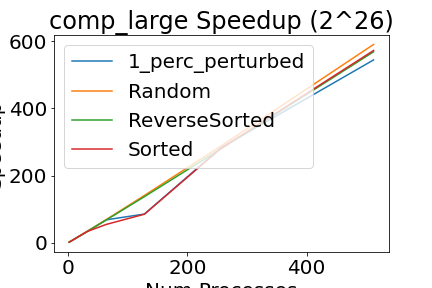 comp_large Speedup (2^26)
600
400
200
0
1_perc_perturbed
Random
ReverseSorted
Sorted
0
200
400
Num Processes